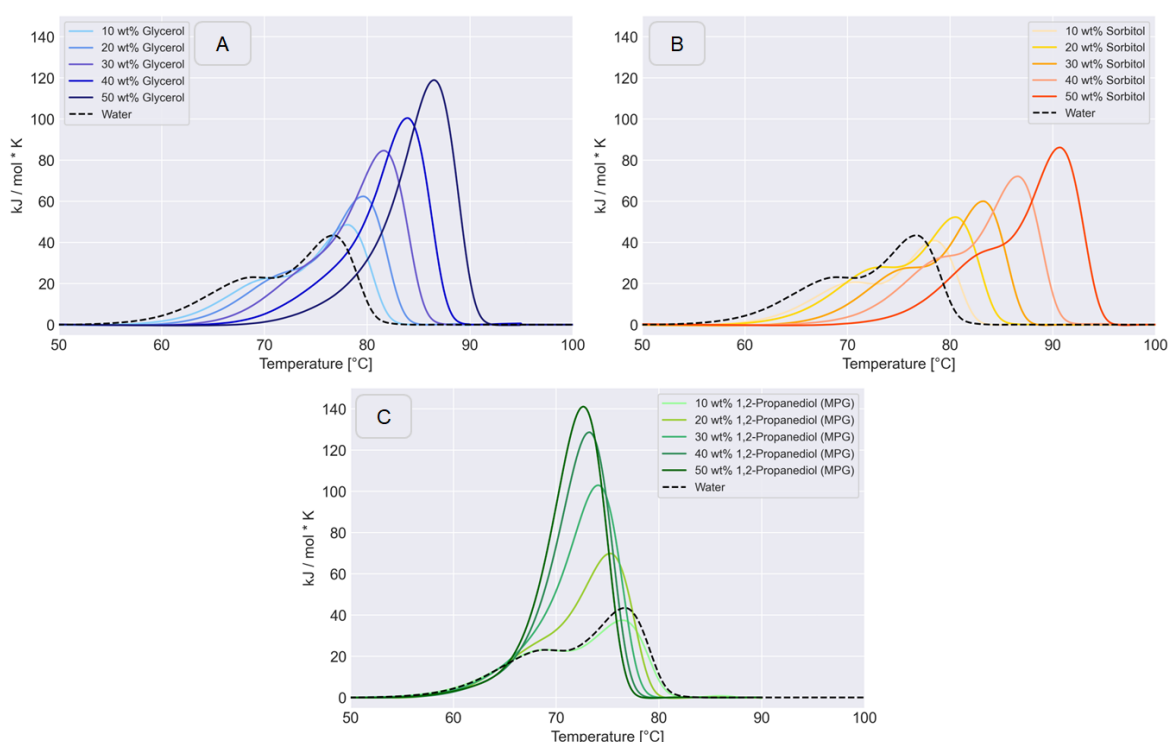 A
10 wt% Glycerol
20 wt% Glycerol
30 wt% Glycerol
40 wt% Glycerol
50 wt% Glycerol
Water
kJ / mol * K
140
120
100
80
60
40
20
0
50 60 70 80 90 100
Temperature [°C]
B
10 wt% Sorbitol
20 wt% Sorbitol
30 wt% Sorbitol
40 wt% Sorbitol
50 wt% Sorbitol
Water
kJ / mol * K
140
120
100
80
60
40
20
0
50 60 70 80 90 100
Temperature [°C]
C
10 wt% 1,2-Propanediol (MPG)
20 wt% 1,2-Propanediol (MPG)
30 wt% 1,2-Propanediol (MPG)
40 wt% 1,2-Propanediol (MPG)
50 wt% 1,2-Propanediol (MPG)
Water
kJ / mol * K
140
120
100
80
60
40
20
0
50 60 70 80 90 100
Temperature [°C]